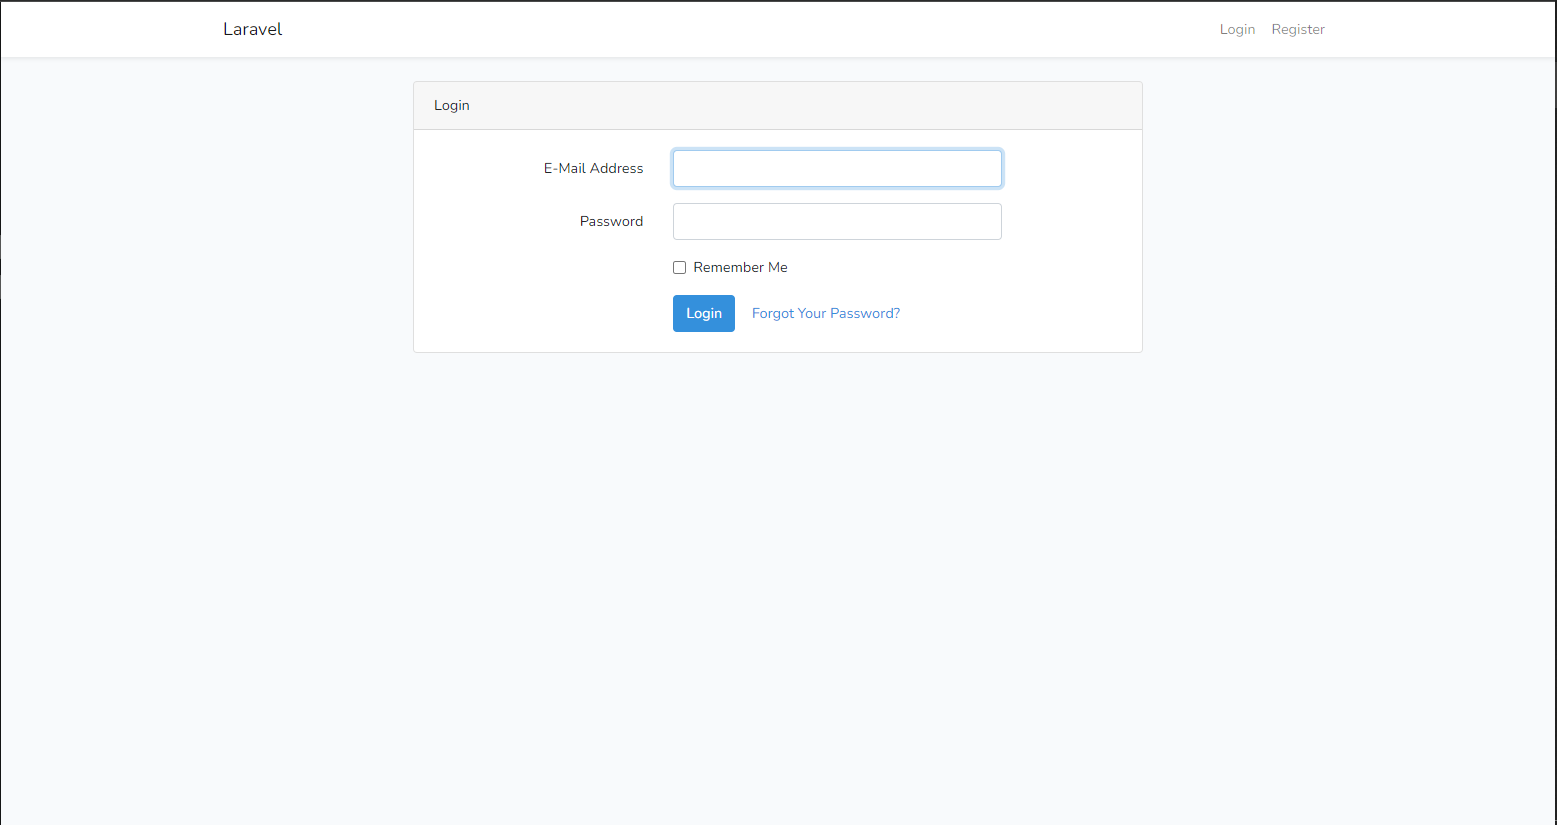 Laravel
Login Register
Login
E-Mail Address
Password
Remember Me
Login Forgot Your Password?